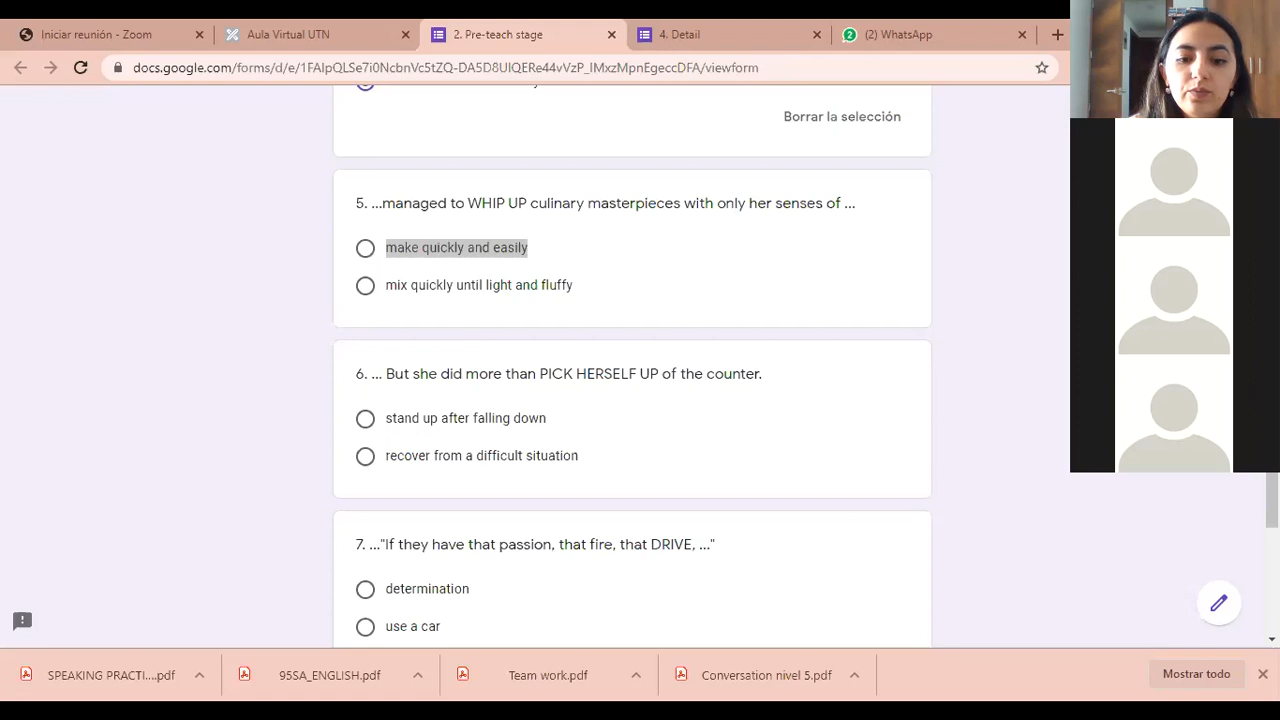 Iniciar reunión - Zoom
Aula Virtual UTN
2. Pre-teach stage
4. Detail
(2) WhatsApp
docs.google.com/forms/d/e/1FAIpQLSe7i0NcbnVc5tZQ-DA5D3UIQERe44vVzP_IMxzMpnEgeccDFA/viewform
Borrar la selección
5. ...managed to WHIP UP culinary masterpieces with only her senses of ...
make quickly and easily
mix quickly until light and fluffy
6. ... But she did more than PICK HERSELF UP of the counter.
stand up after falling down
recover from a difficult situation
7. ..."If they have that passion, that fire, that DRIVE, ..."
determination
use a car
SPEAKING PRACTI....pdf
95SA_ENGLISH.pdf
Team work.pdf
Conversation nivel 5.pdf
Mostrar todo